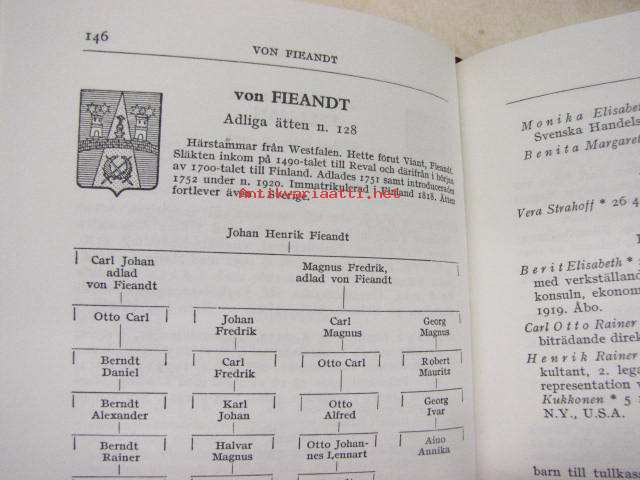 146
VON FIEANDT
von FIEANDT
Adliga ätten n. 128
Härstammar från Westfalen. Hette förut Viant, Fieandt.
Släkten inkom på 1490-talet till Reval och därifrån i början
av 1700-talet till Finland. Adlades 1751 samt introducerades
1752 under n. 1920. Immatrikulerad i Finland 1818. Ätten
fortlever även i Sverige.
antikvariaatti.net
Johan Henrik Fieandt
Carl Johan
adlad
von Fieandt
Magnus Fredrik,
adlad von Fieandt
Otto Carl
Johan
Fredrik
Carl
Magnus
Georg
Magnus
Berndt
Daniel
Carl
Fredrik
Otto Carl
Robert
Mauritz
Berndt
Alexander
Karl
Johan
Otto
Alfred
Georg
Ivar
Berndt
Rainer
Halvar
Magnus
Otto Johan-
nes Lennart
Aino
Annika
Monika Elisabe
Svenska Handels
Benita Margaret
Vera Strahoff * 26 4
Berit Elisabeth *
med verkställand
konsuln, ekonom
1919. Åbo.
Carl Otto Rainer
biträdande direk
Henrik Rainer
kultant, 2. lega
representation
Kukkonen * 5
N.Y., U.S.A.
barn till tullkas